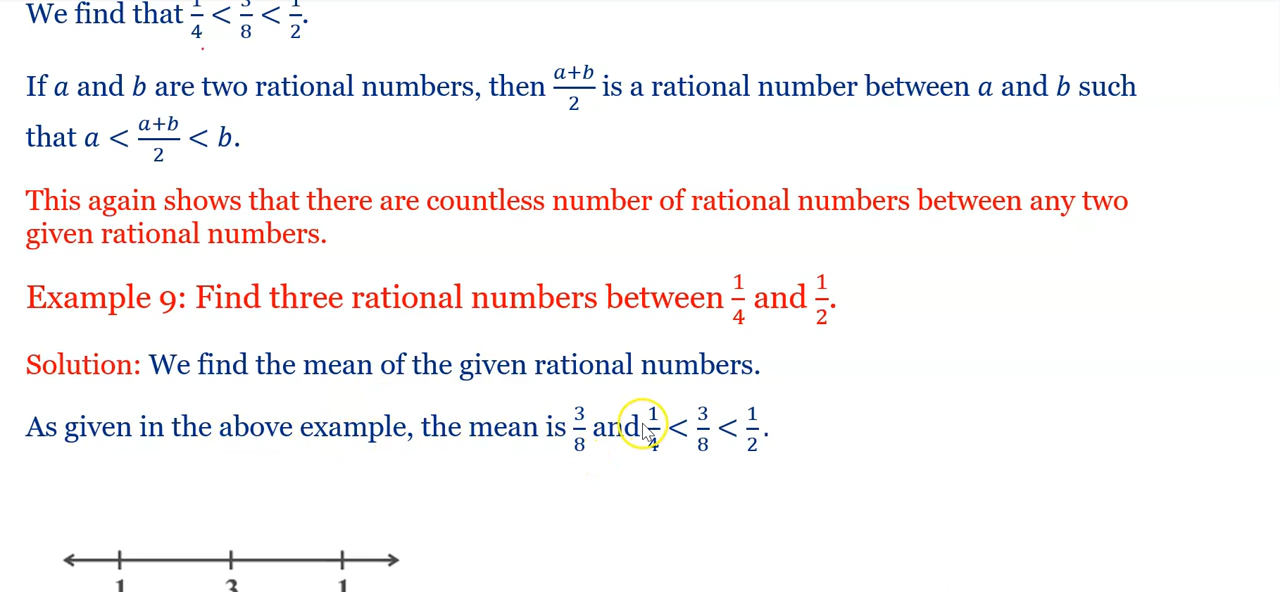 We find that 1/4 < 3/8 < 1/2.
If a and b are two rational numbers, then (a+b)/2 is a rational number between a and b such
that a < (a+b)/2 < b.
This again shows that there are countless number of rational numbers between any two
given rational numbers.
Example 9: Find three rational numbers between 1/4 and 1/2.
Solution: We find the mean of the given rational numbers.
As given in the above example, the mean is 3/8 and 1/4 < 3/8 < 1/2.
1 3 1